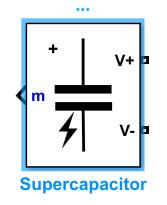 ...
+
V+
m
V-
Supercapacitor